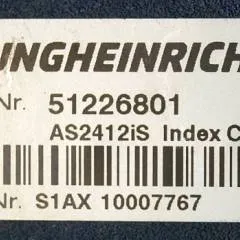 UNGHEINRICH
Nr. 51226801
AS2412iS Index C
Nr. S1AX 10007767